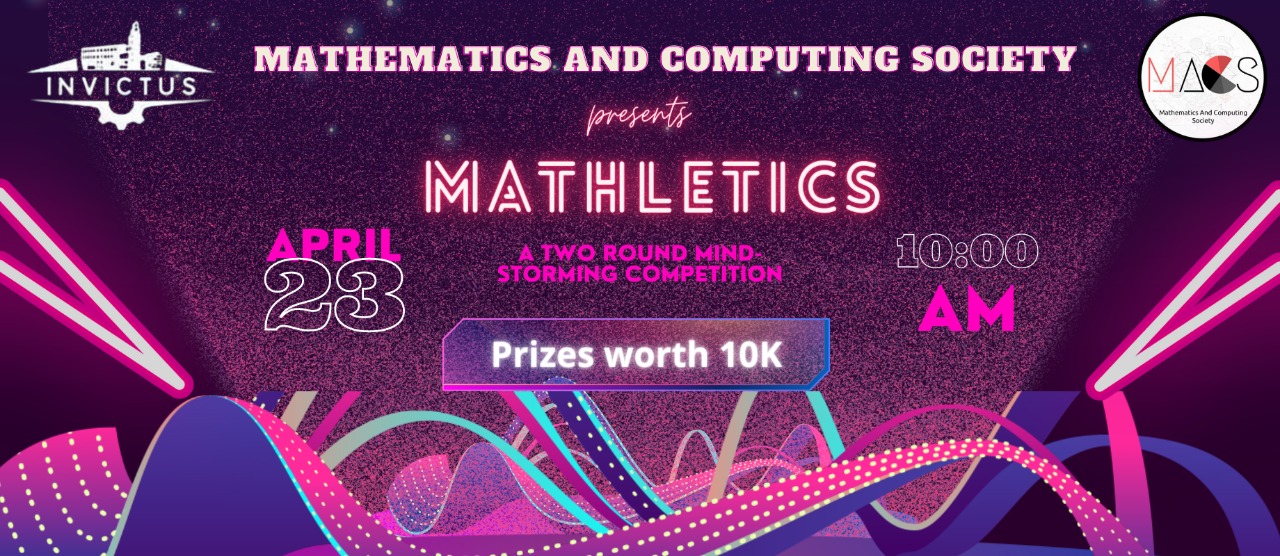 INVICTUS
MATHEMATICS AND COMPUTING SOCIETY
MACS
Mathematics And Computing
Society
presents
MATHLETICS
APRIL
23
A TWO ROUND MIND-
STORMING COMPETITION
10:00
AM
Prizes worth 10K